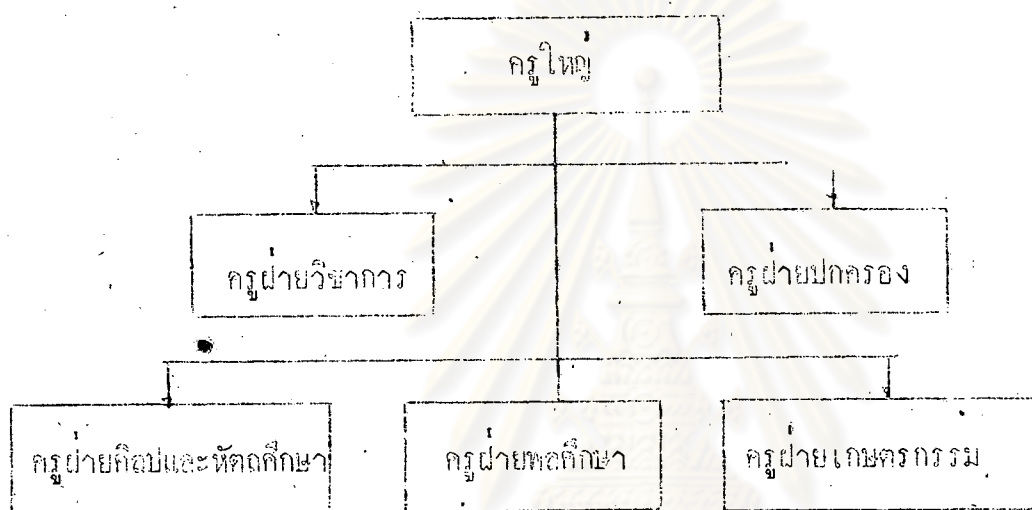 ครูใหญ่
ครูฝ่ายวิชาการ
ครูฝ่ายปกครอง
ครูฝ่ายศิลปและหัตถศึกษา
ครูฝ่ายพลศึกษา
ครูฝ่ายเกษตรกรรม